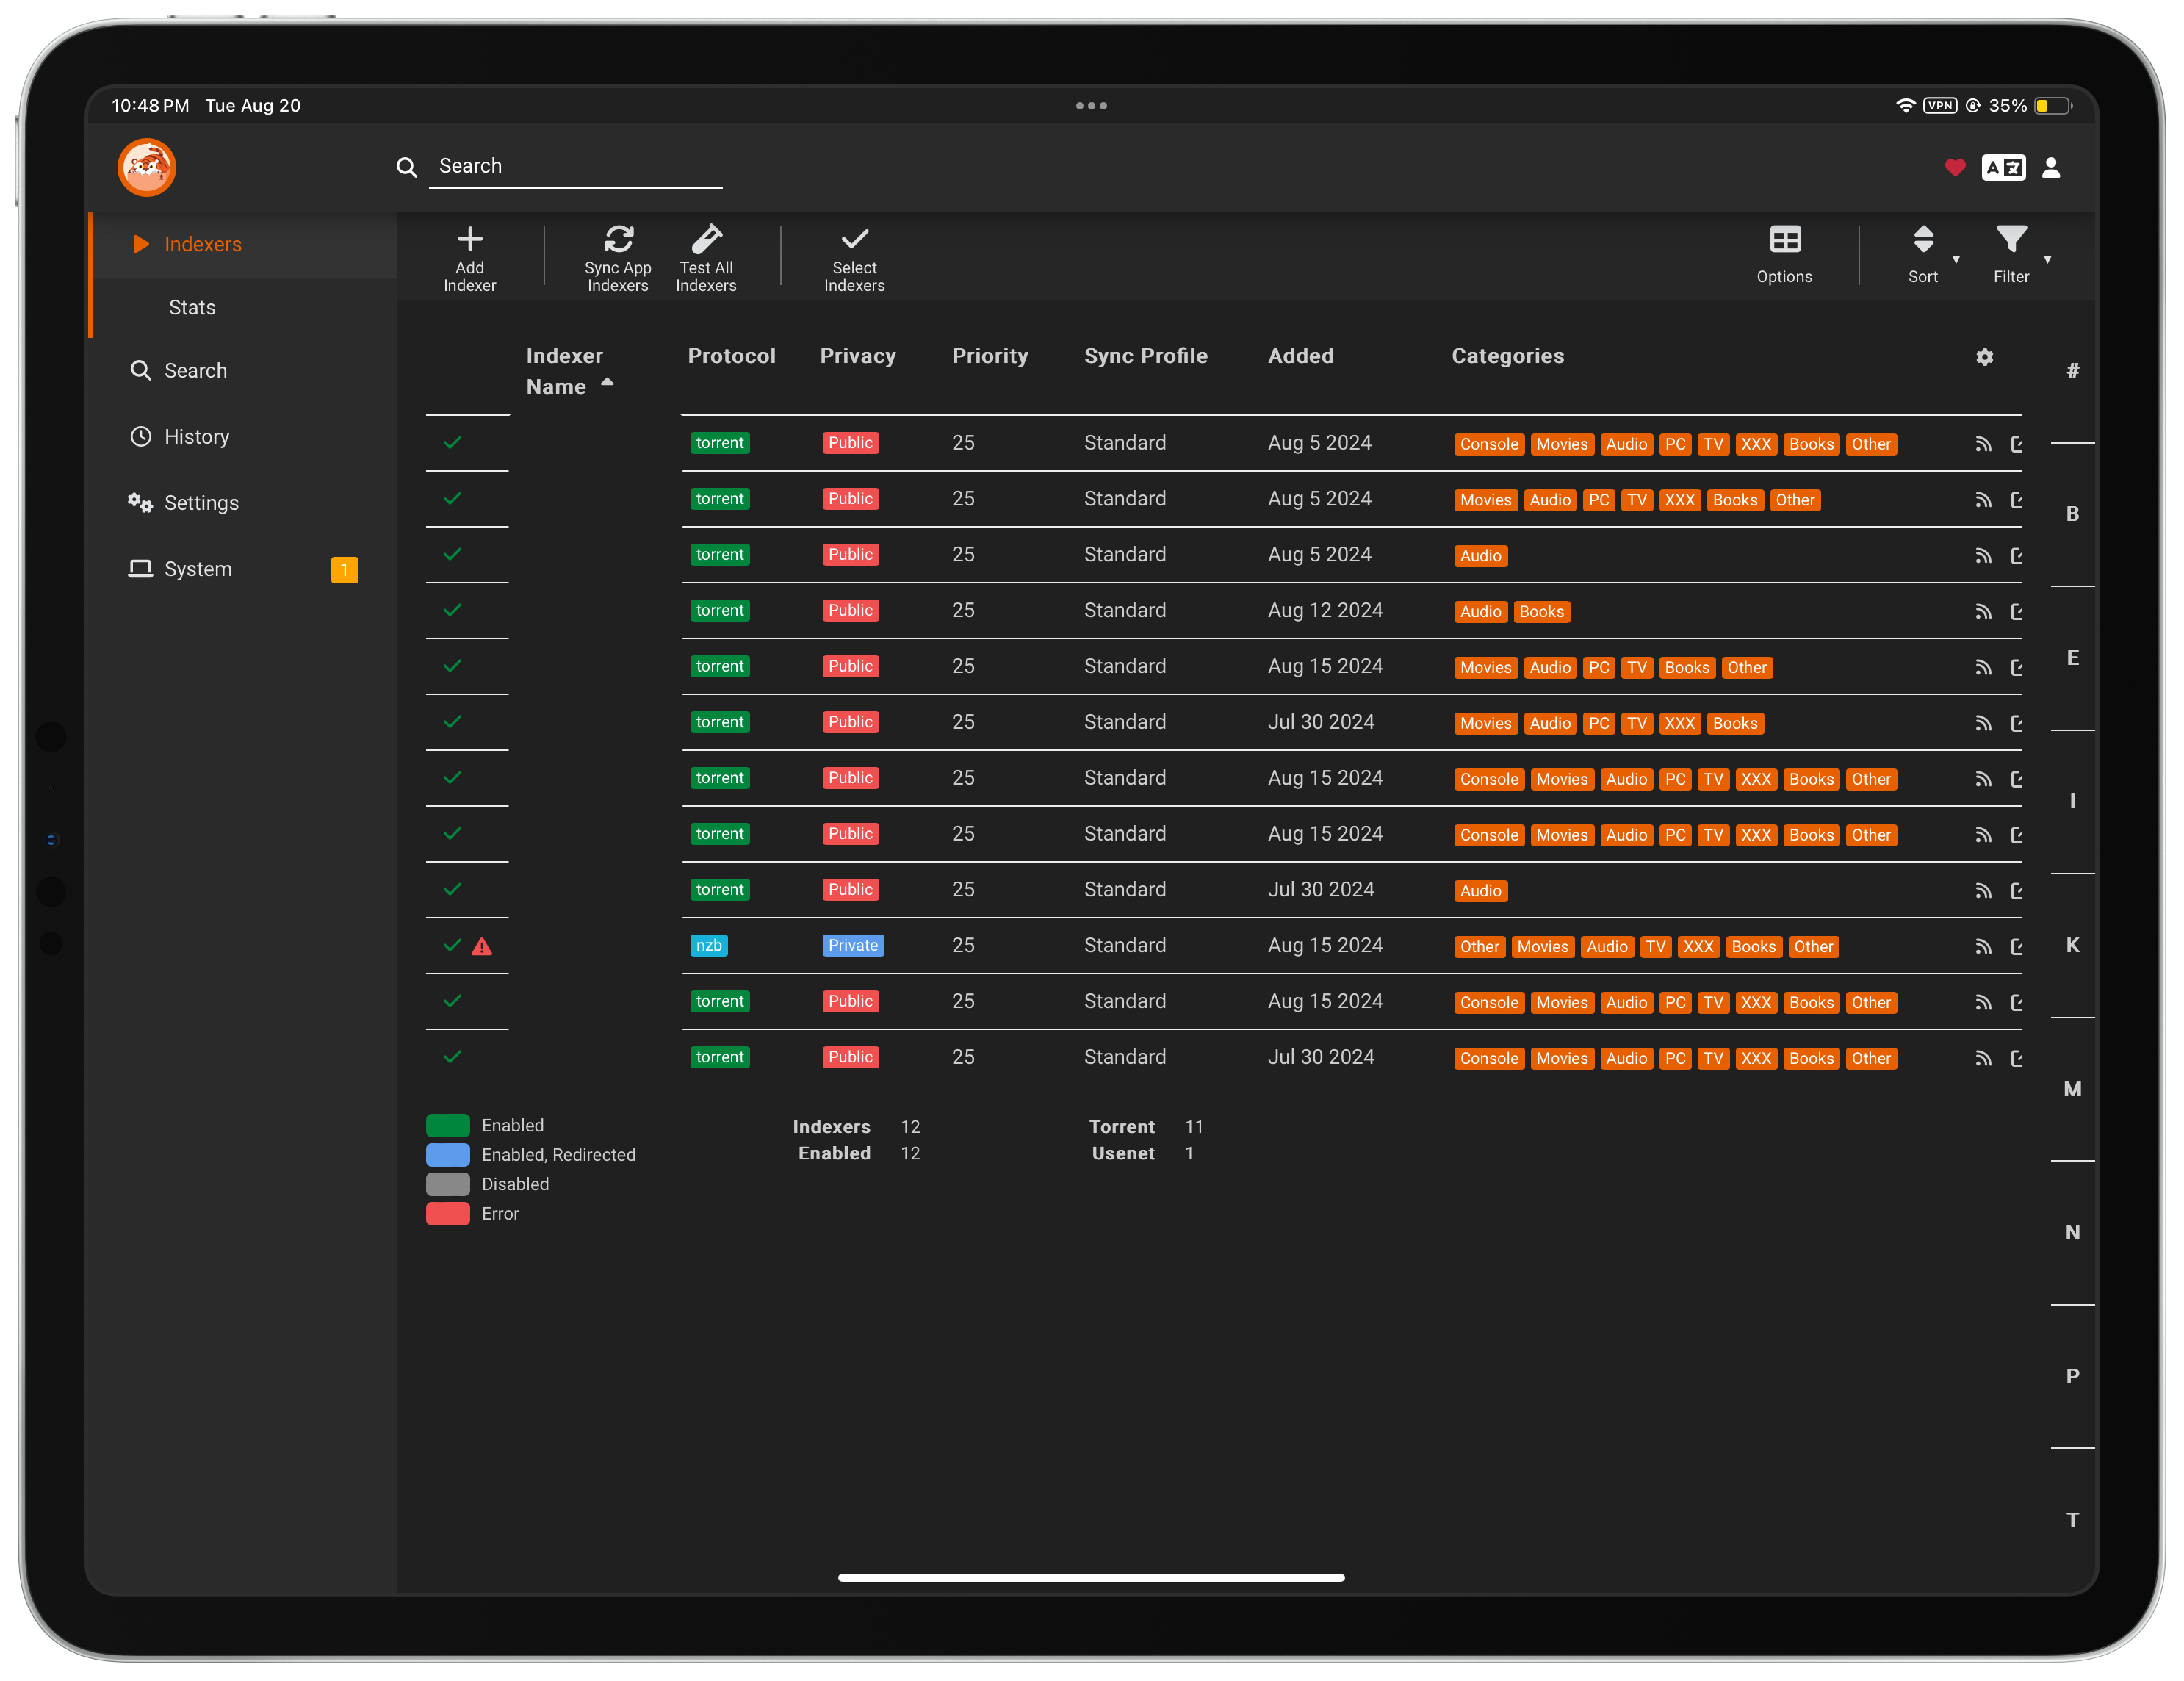 10:48 PM Tue Aug 20
VPN 35%
Search
Indexers
Stats
Search
History
Settings
System 1
Add Indexer
Sync App Indexers
Test All Indexers
Select Indexers
Options
Sort
Filter
Indexer Name Protocol Privacy Priority Sync Profile Added Categories
torrent Public 25 Standard Aug 5 2024 Console Movies Audio PC TV XXX Books Other
torrent Public 25 Standard Aug 5 2024 Movies Audio PC TV XXX Books Other
torrent Public 25 Standard Aug 5 2024 Audio
torrent Public 25 Standard Aug 12 2024 Audio Books
torrent Public 25 Standard Aug 15 2024 Movies Audio PC TV Books Other
torrent Public 25 Standard Jul 30 2024 Movies Audio PC TV XXX Books
torrent Public 25 Standard Aug 15 2024 Console Movies Audio PC TV XXX Books Other
torrent Public 25 Standard Aug 15 2024 Console Movies Audio PC TV XXX Books Other
torrent Public 25 Standard Jul 30 2024 Audio
nzb Private 25 Standard Aug 15 2024 Other Movies Audio TV XXX Books Other
torrent Public 25 Standard Aug 15 2024 Console Movies Audio PC TV XXX Books Other
torrent Public 25 Standard Jul 30 2024 Console Movies Audio PC TV XXX Books Other
Enabled
Enabled, Redirected
Disabled
Error
Indexers 12
Enabled 12
Torrent 11
Usenet 1
#
B
E
I
K
M
N
P
T